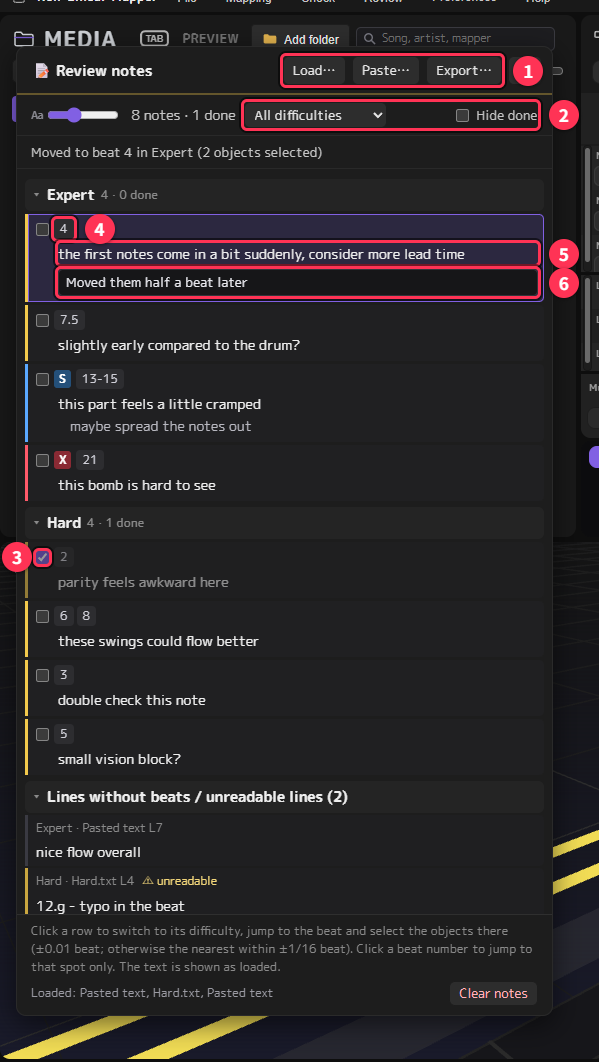 MEDIA
TAB
PREVIEW
Add folder
Song, artist, mapper
Review notes
Load…
Paste…
Export…
1
Aa
8 notes · 1 done
All difficulties
Hide done
2
Moved to beat 4 in Expert (2 objects selected)
Expert 4 · 0 done
4
4
the first notes come in a bit suddenly, consider more lead time
5
Moved them half a beat later
6
7.5
slightly early compared to the drum?
S 13-15
this part feels a little cramped
maybe spread the notes out
X 21
this bomb is hard to see
Hard 4 · 1 done
3
2
parity feels awkward here
6 8
these swings could flow better
3
double check this note
5
small vision block?
Lines without beats / unreadable lines (2)
Expert · Pasted text L7
nice flow overall
Hard · Hard.txt L4 ⚠ unreadable
12.g - typo in the beat
Click a row to switch to its difficulty, jump to the beat and select the objects there
(±0.01 beat; otherwise the nearest within ±1/16 beat). Click a beat number to jump to
that spot only. The text is shown as loaded.
Loaded: Pasted text, Hard.txt, Pasted text
Clear notes